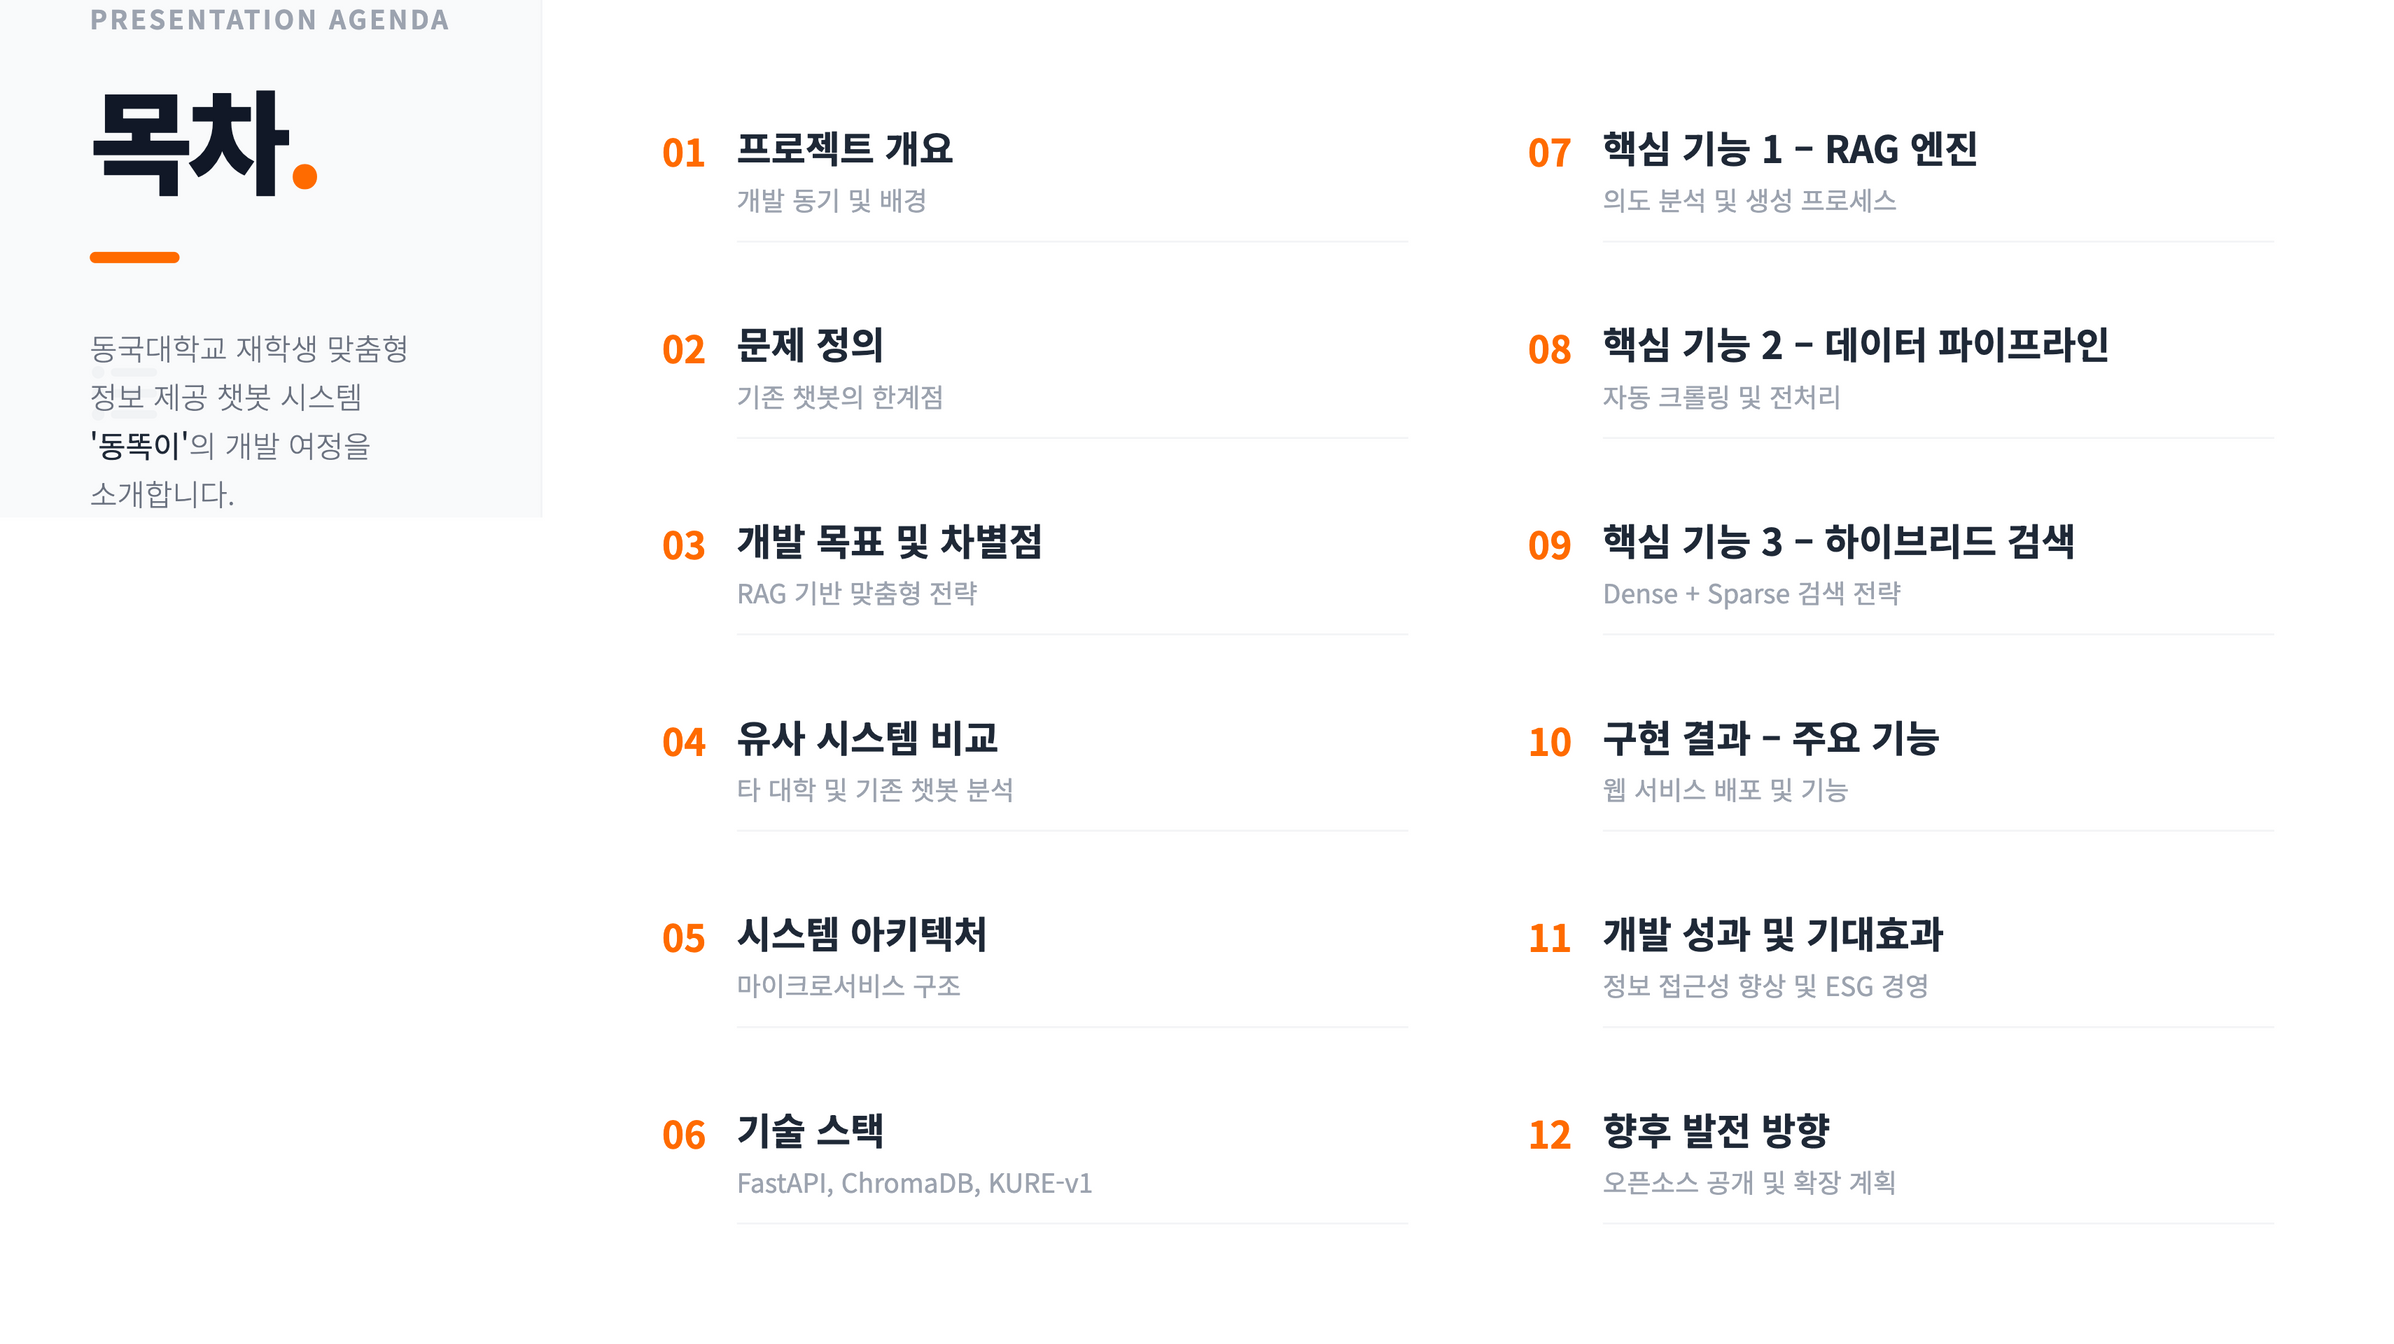 PRESENTATION AGENDA
목차.
동국대학교 재학생 맞춤형
정보 제공 챗봇 시스템
'동똑이'의 개발 여정을
소개합니다.
01 프로젝트 개요
개발 동기 및 배경
02 문제 정의
기존 챗봇의 한계점
03 개발 목표 및 차별점
RAG 기반 맞춤형 전략
04 유사 시스템 비교
타 대학 및 기존 챗봇 분석
05 시스템 아키텍처
마이크로서비스 구조
06 기술 스택
FastAPI, ChromaDB, KURE-v1
07 핵심 기능 1 – RAG 엔진
의도 분석 및 생성 프로세스
08 핵심 기능 2 – 데이터 파이프라인
자동 크롤링 및 전처리
09 핵심 기능 3 – 하이브리드 검색
Dense + Sparse 검색 전략
10 구현 결과 – 주요 기능
웹 서비스 배포 및 기능
11 개발 성과 및 기대효과
정보 접근성 향상 및 ESG 경영
12 향후 발전 방향
오픈소스 공개 및 확장 계획